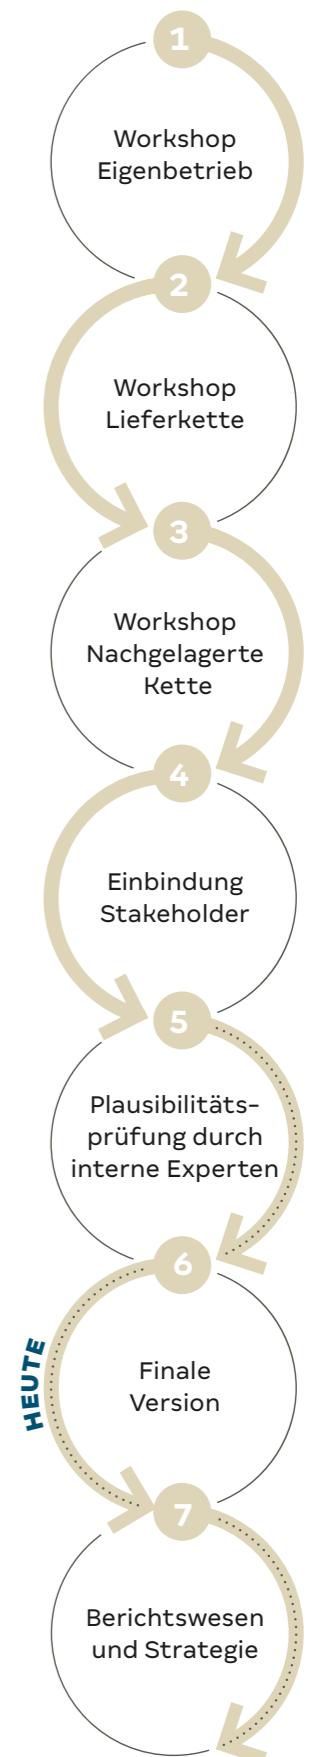 1
Workshop
Eigenbetrieb
2
Workshop
Lieferkette
3
Workshop
Nachgelagerte
Kette
4
Einbindung
Stakeholder
5
Plausibilitäts-
prüfung durch
interne Experten
6
HEUTE
Finale
Version
7
Berichtswesen
und Strategie